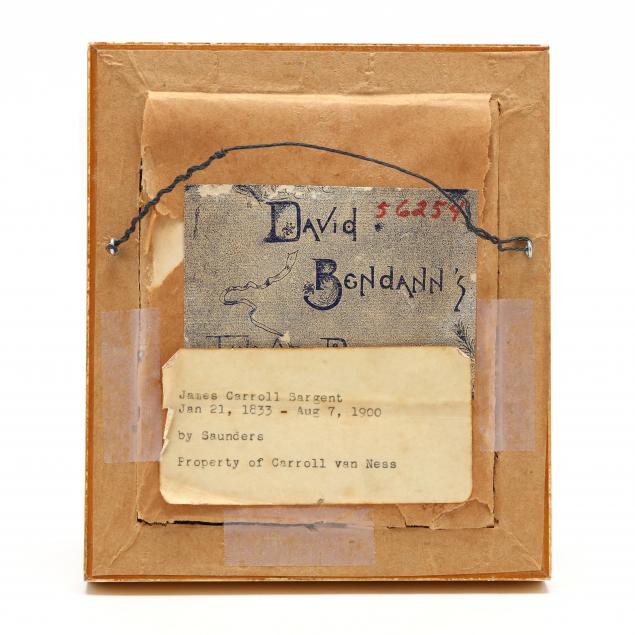 David
56254
Bendann's
James Carroll Sargent
Jan 21, 1833 - Aug 7, 1900
by Saunders
Property of Carroll van Ness